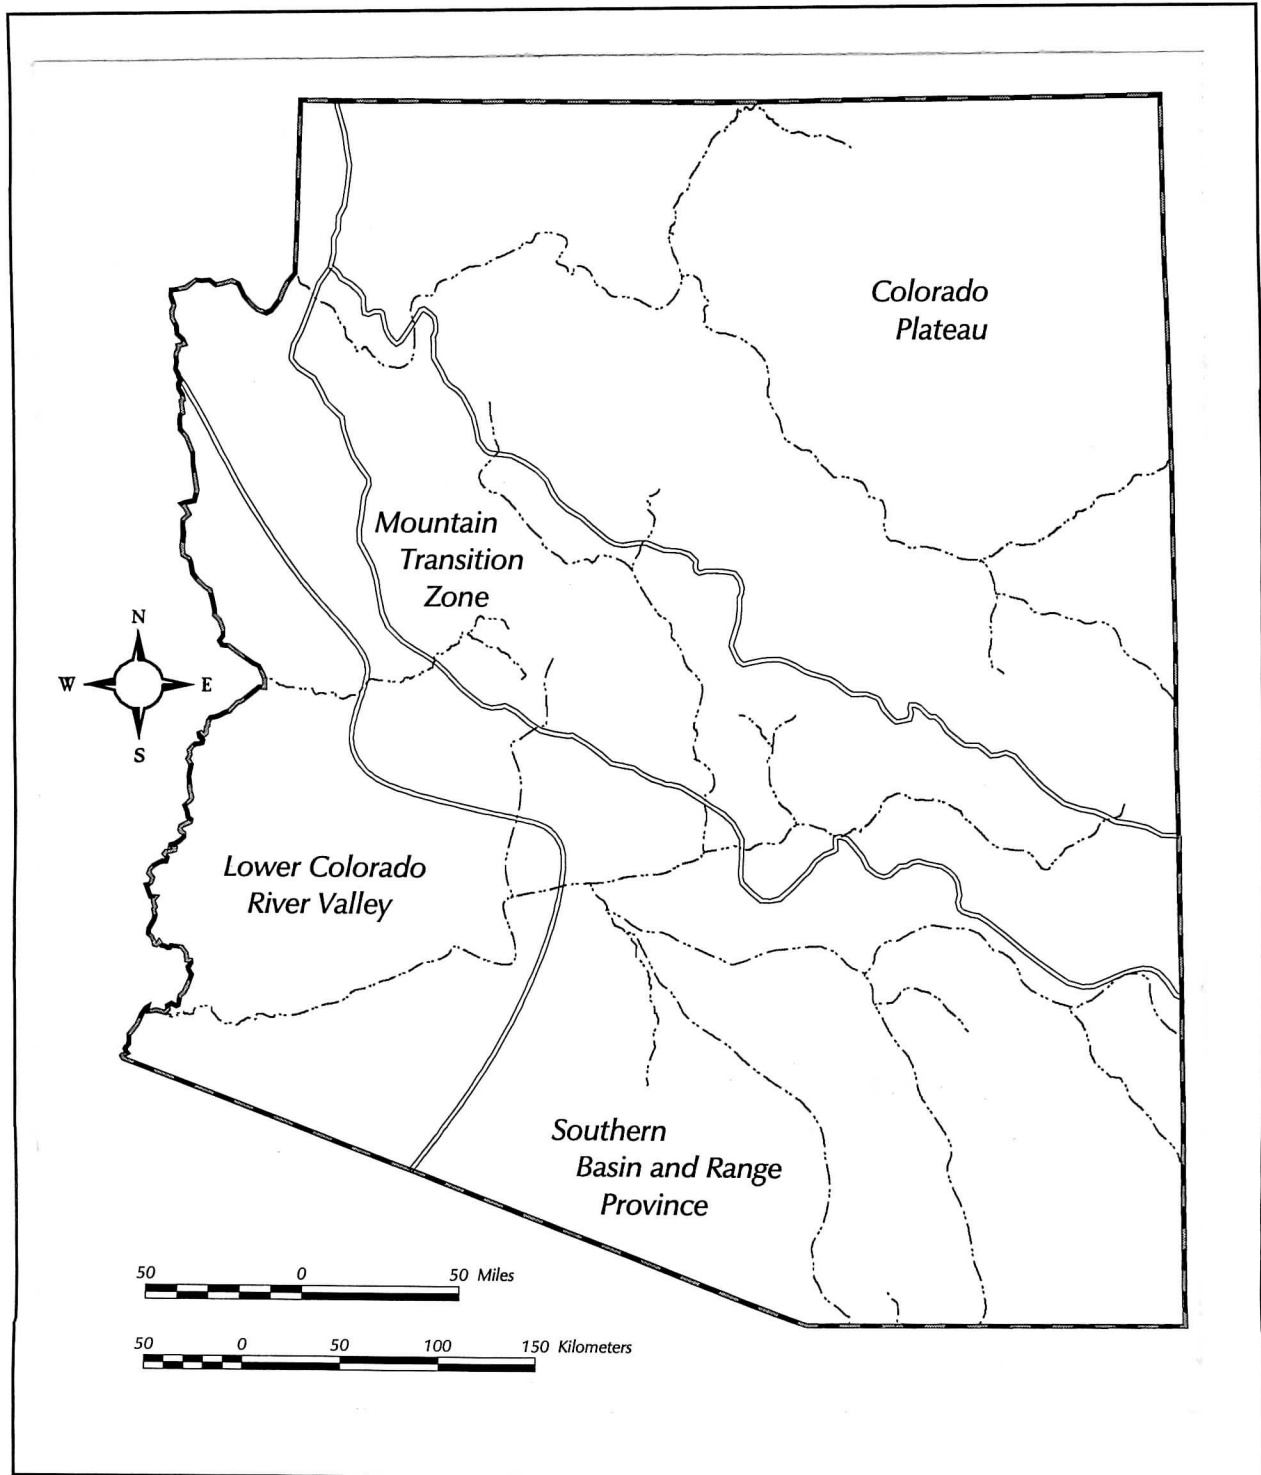 Colorado
Plateau
Mountain
Transition
Zone
N
W E
S
Lower Colorado
River Valley
Southern
Basin and Range
Province
50 0 50 Miles
50 0 50 100 150 Kilometers